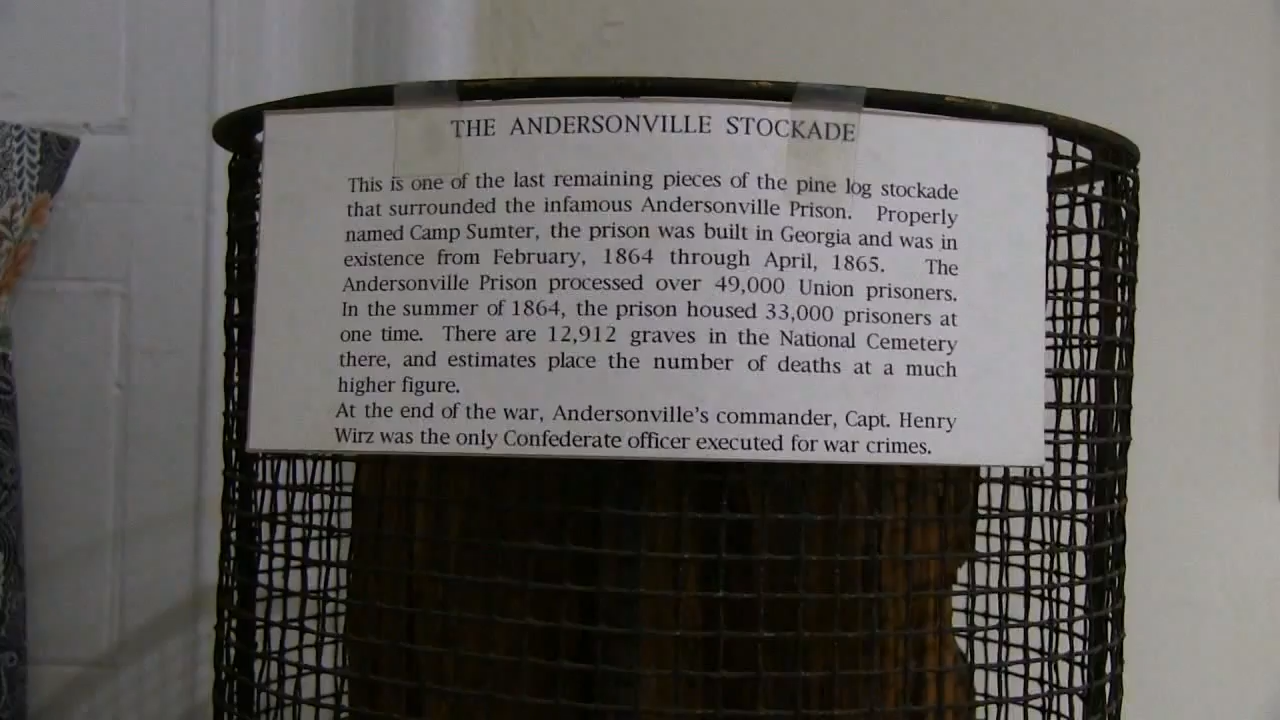 THE ANDERSONVILLE STOCKADE
This is one of the last remaining pieces of the pine log stockade
that surrounded the infamous Andersonville Prison. Properly
named Camp Sumter, the prison was built in Georgia and was in
existence from February, 1864 through April, 1865. The
Andersonville Prison processed over 49,000 Union prisoners.
In the summer of 1864, the prison housed 33,000 prisoners at
one time. There are 12,912 graves in the National Cemetery
there, and estimates place the number of deaths at a much
higher figure.
At the end of the war, Andersonville's commander, Capt. Henry
Wirz was the only Confederate officer executed for war crimes.